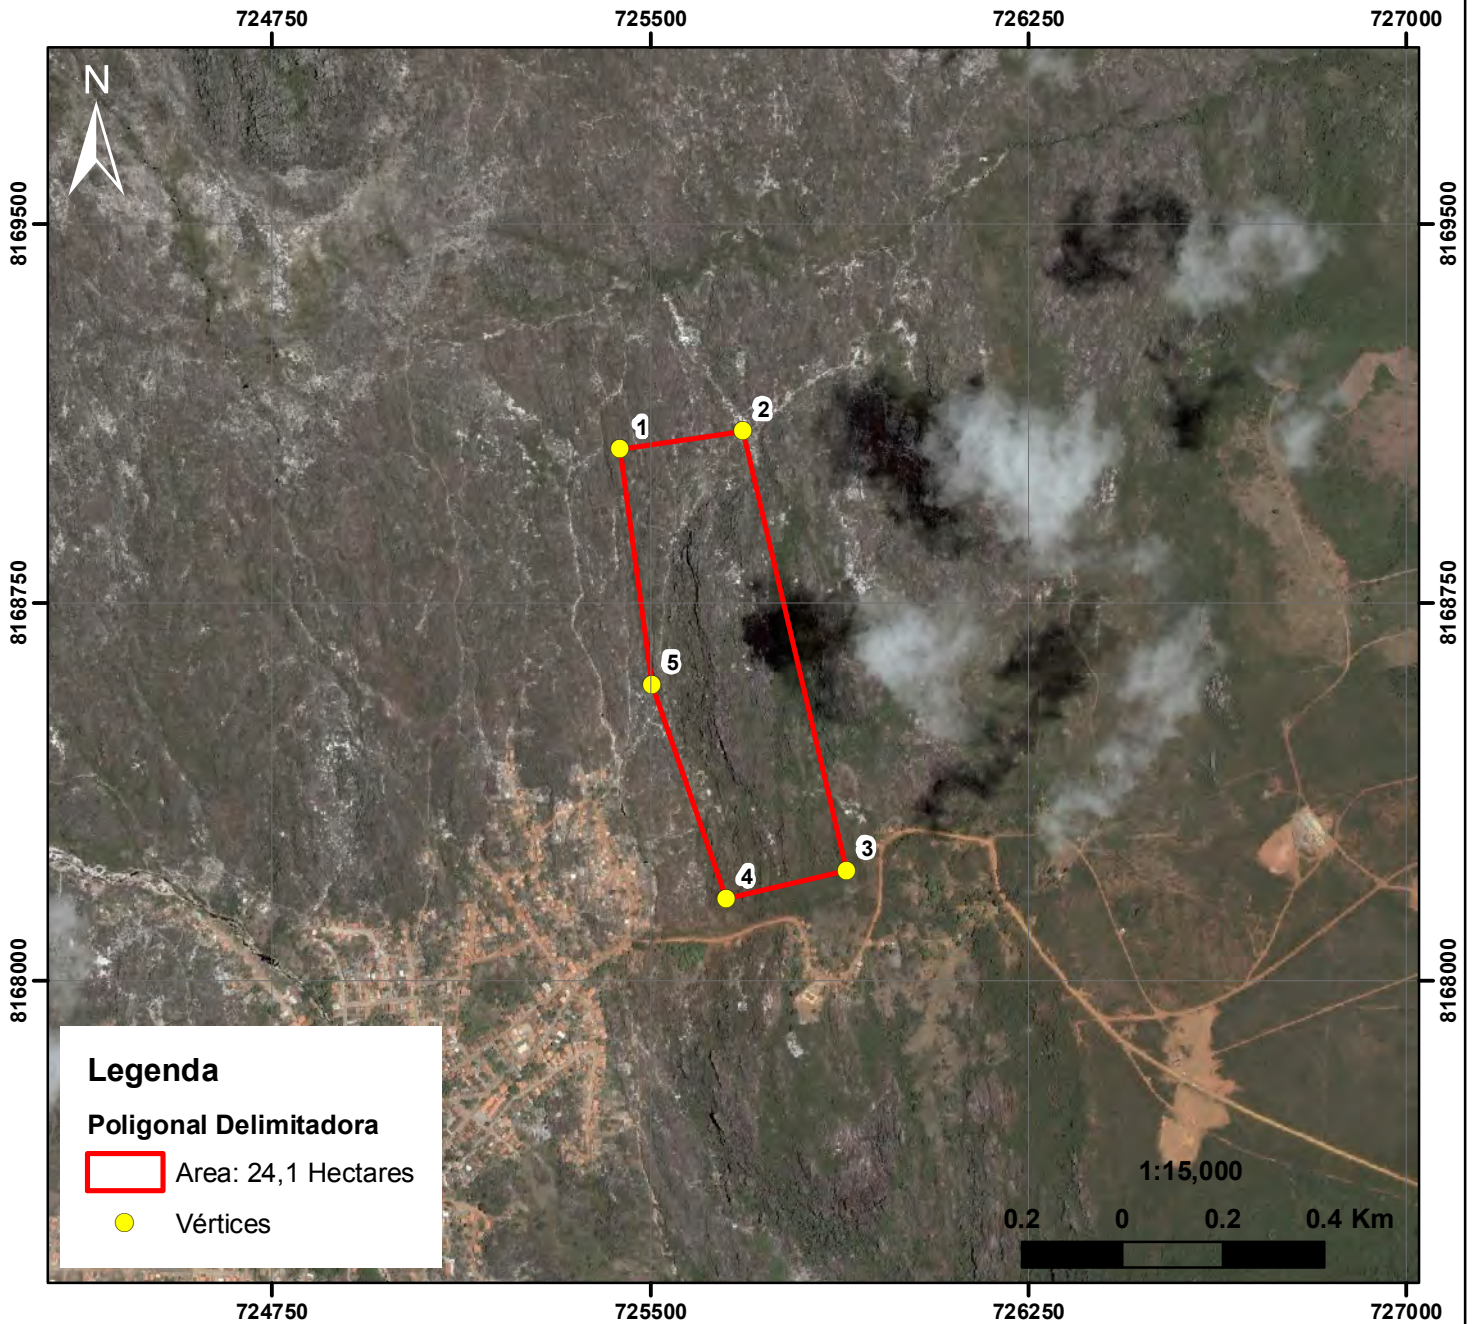 724750 725500 726250 727000
N
8169500 8169500
2
1
8168750 8168750
5
3
4
8168000 8168000
Legenda
Poligonal Delimitadora
Area: 24,1 Hectares
Vértices
1:15,000
0.2 0 0.2 0.4 Km
724750 725500 726250 727000